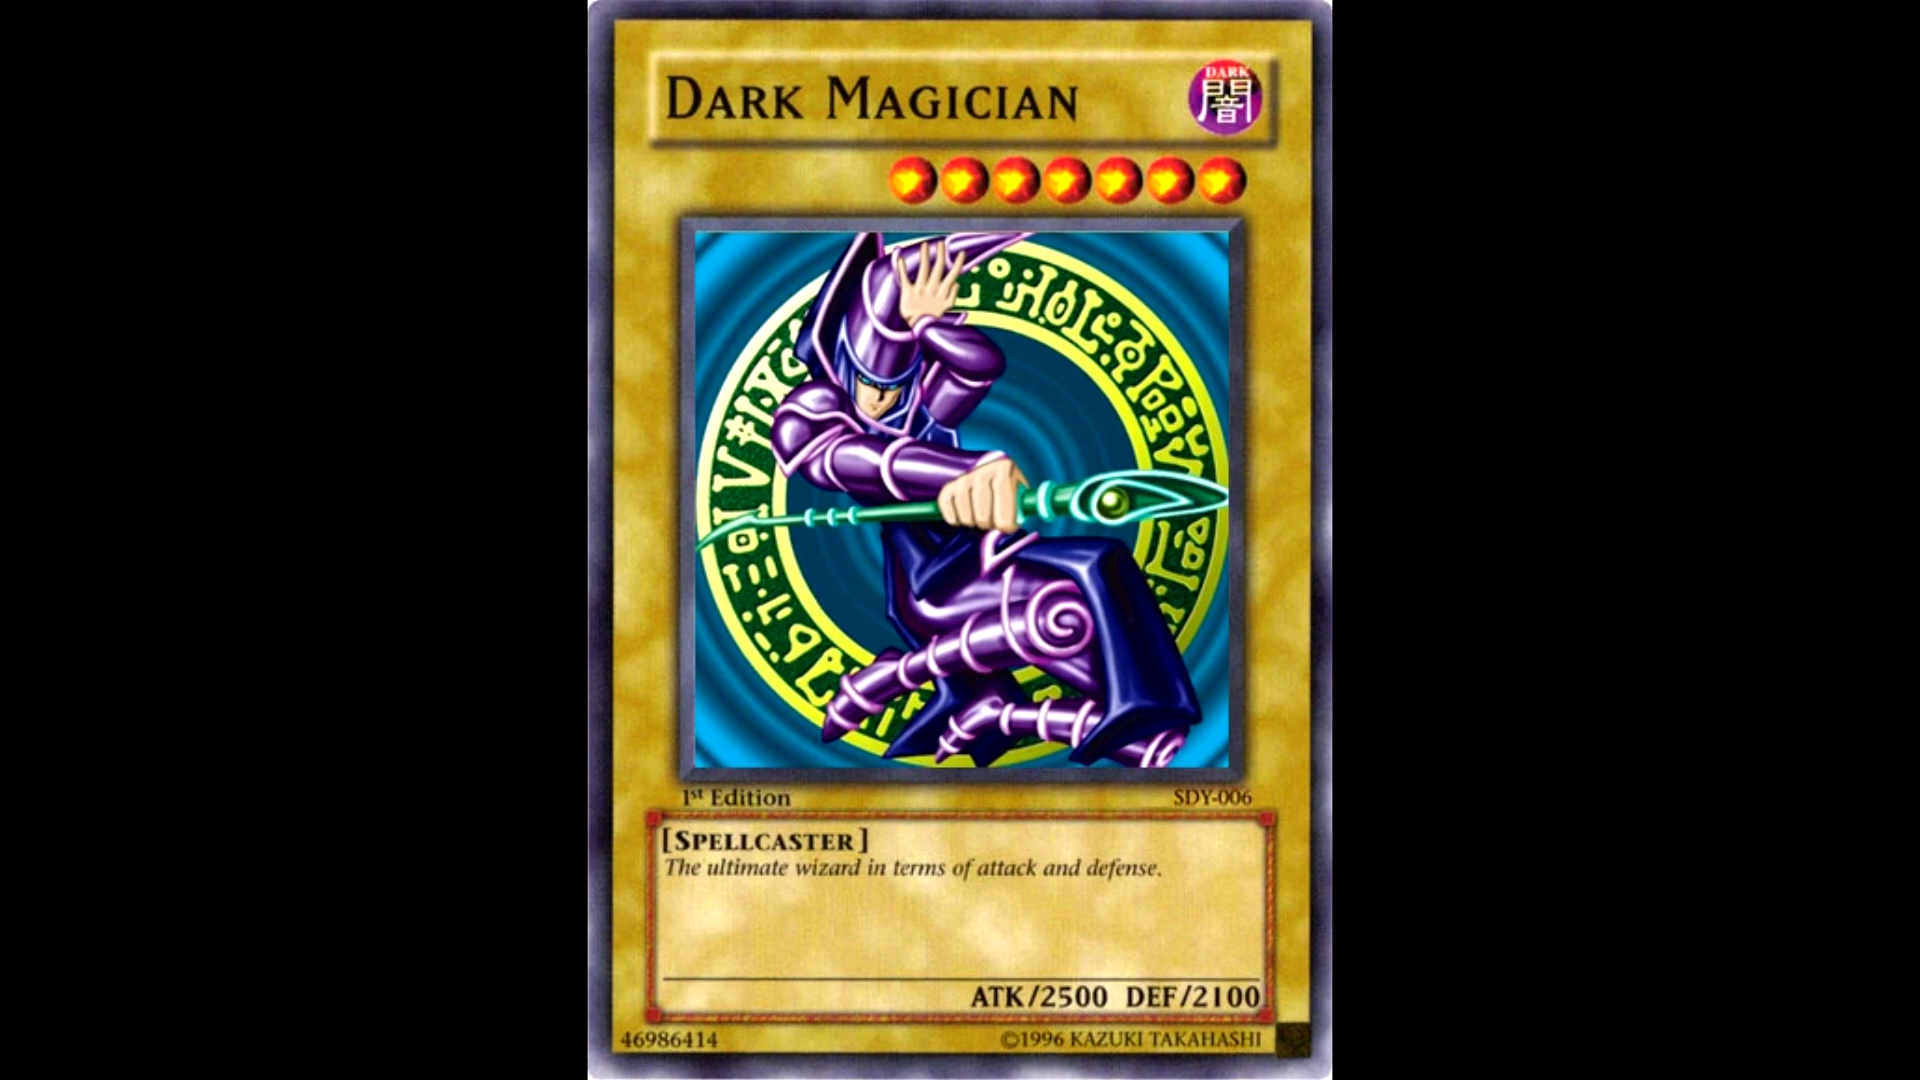 DARK MAGICIAN
DARK
闇
1st Edition
SDY-006
[SPELLCASTER]
The ultimate wizard in terms of attack and defense.
ATK/2500 DEF/2100
46986414
©1996 KAZUKI TAKAHASHI